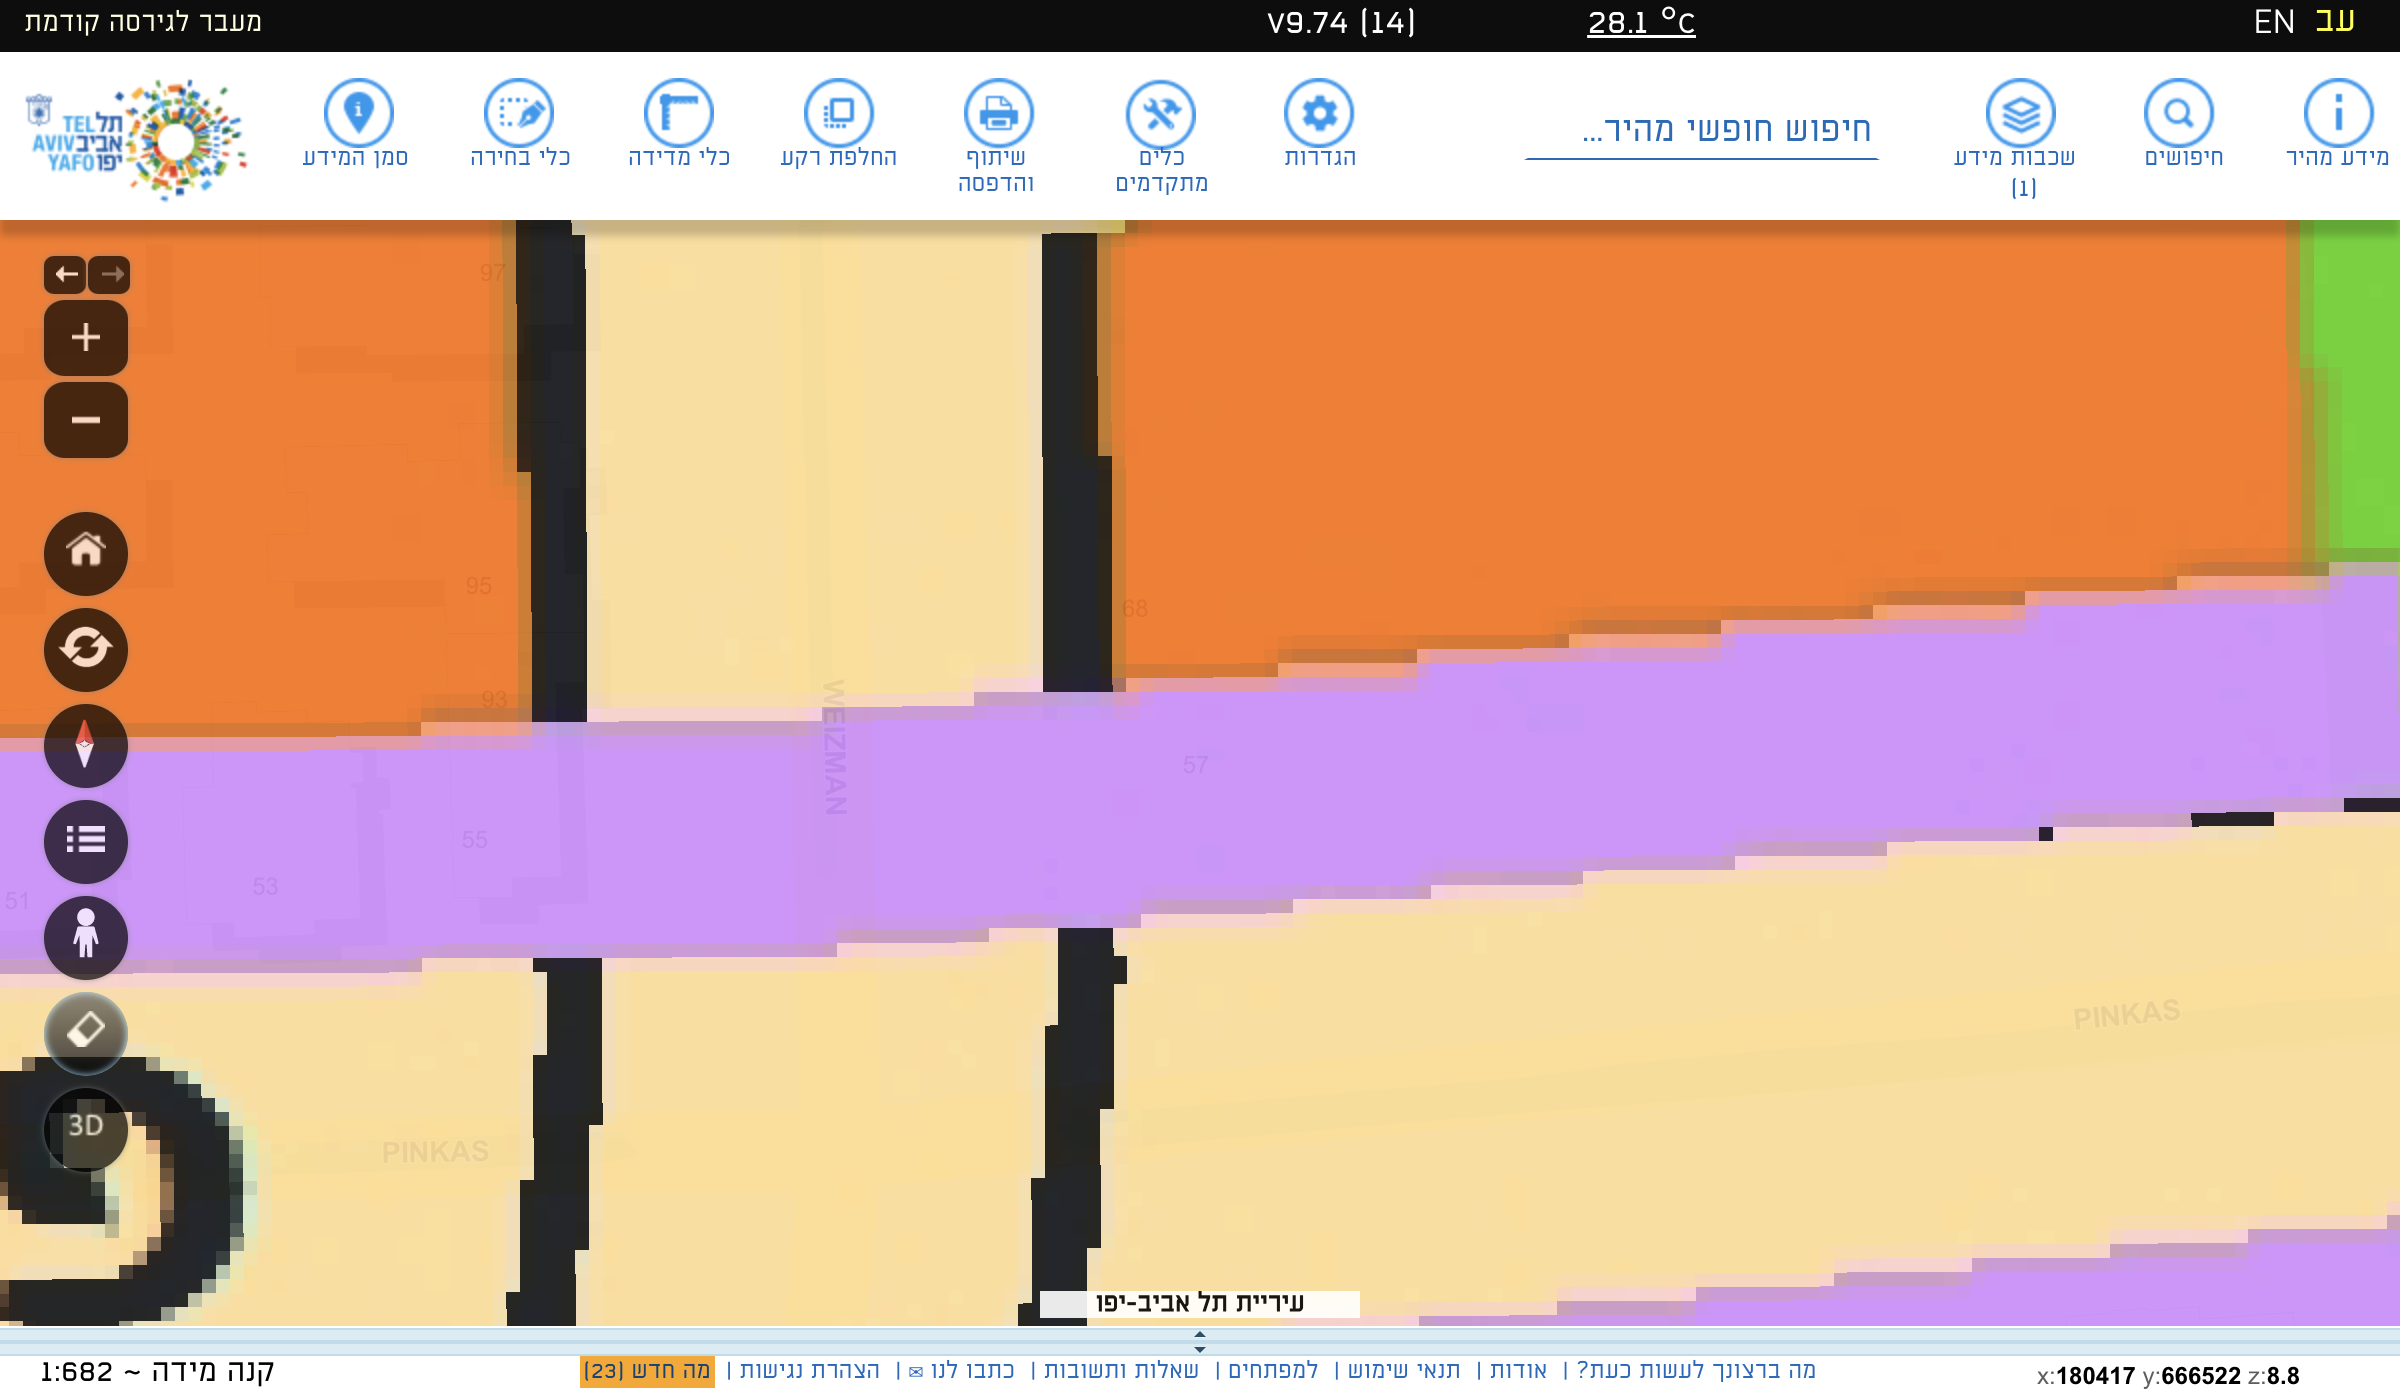 עב EN
28.1 °C
V9.74 (14)
מעבר לגירסה קודמת
מידע מהיר
חיפושים
שכבות מידע
(1)
חיפוש חופשי מהיר...
הגדרות
כלים
מתקדמים
שיתוף
והדפסה
החלפת רקע
כלי מדידה
כלי בחירה
סמן המידע
תל TEL
אביב AVIV
יפו YAFO
97
95
68
93
WEIZMAN
57
55
53
51
PINKAS
PINKAS
3D
עיריית תל אביב-יפו
מה ברצונך לעשות כעת? | אודות | תנאי שימוש | למפתחים | שאלות ותשובות | כתבו לנו ✉ | הצהרת נגישות | מה חדש (23)
קנה מידה ~ 1:682
x:180417 y:666522 z:8.8